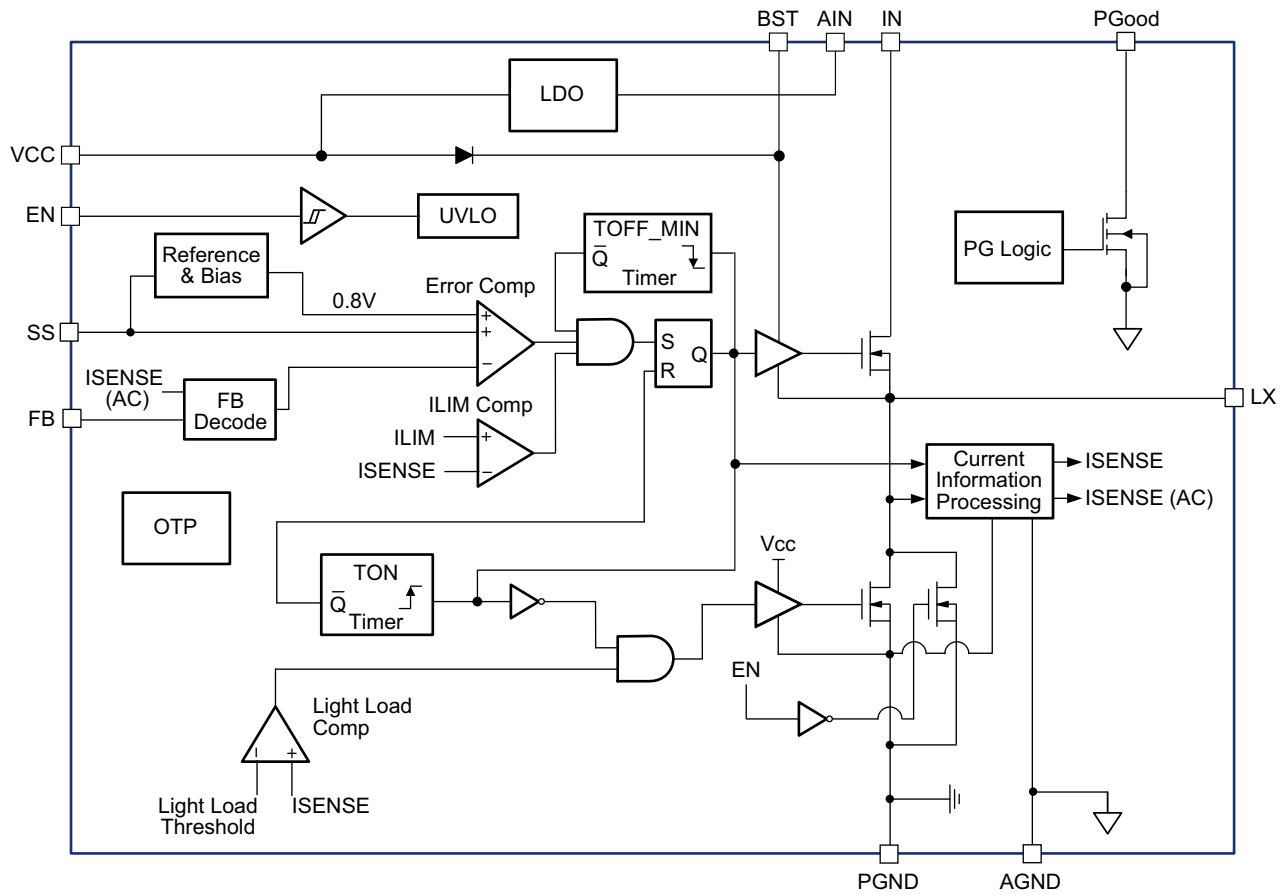 BST AIN IN PGood
LDO
VCC
EN
UVLO
TOFF_MIN
Q̅
Timer
Reference
& Bias
PG Logic
Error Comp
0.8V
+
+
−
SS
S
R
Q
LX
ISENSE
(AC)
FB
Decode
FB
ILIM Comp
ILIM
+
ISENSE
−
Current
Information
Processing
ISENSE
ISENSE (AC)
OTP
Vcc
TON
Q̅
Timer
EN
Light Load
Comp
− +
Light Load
Threshold
ISENSE
PGND AGND